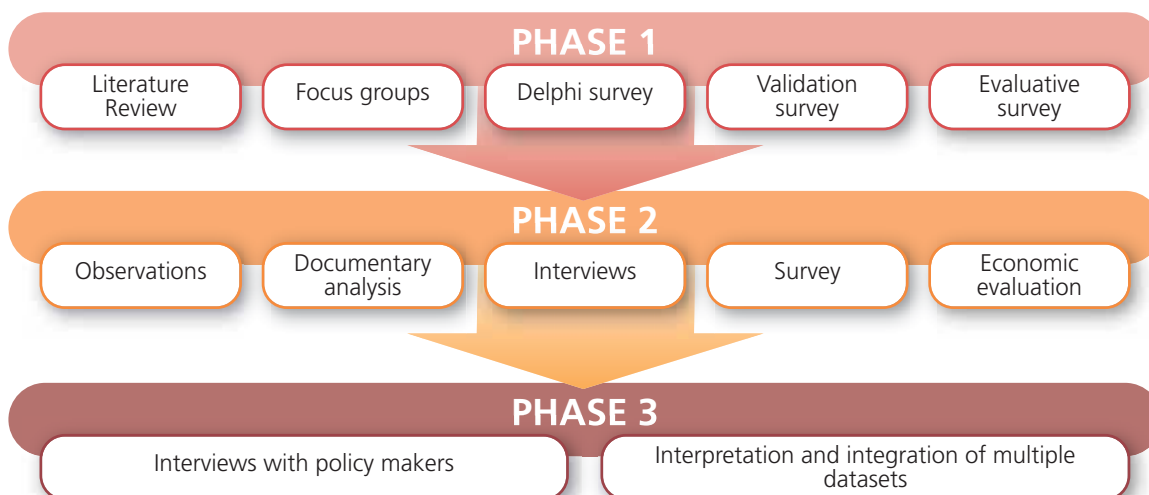 PHASE 1
Literature
Review
Focus groups
Delphi survey
Validation
survey
Evaluative
survey
PHASE 2
Observations
Documentary
analysis
Interviews
Survey
Economic
evaluation
PHASE 3
Interviews with policy makers
Interpretation and integration of multiple
datasets